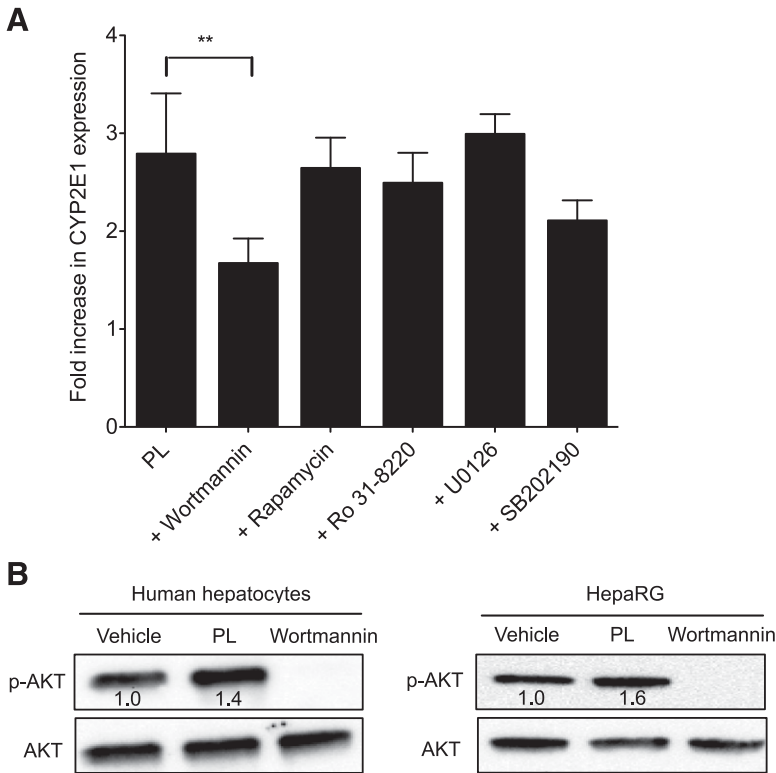 A
Fold increase in CYP2E1 expression
4
3
2
1
0
**
PL
+ Wortmannin
+ Rapamycin
+ Ro 31-8220
+ U0126
+ SB202190
B
Human hepatocytes
Vehicle PL Wortmannin
p-AKT
1.0 1.4
AKT
HepaRG
Vehicle PL Wortmannin
p-AKT
1.0 1.6
AKT